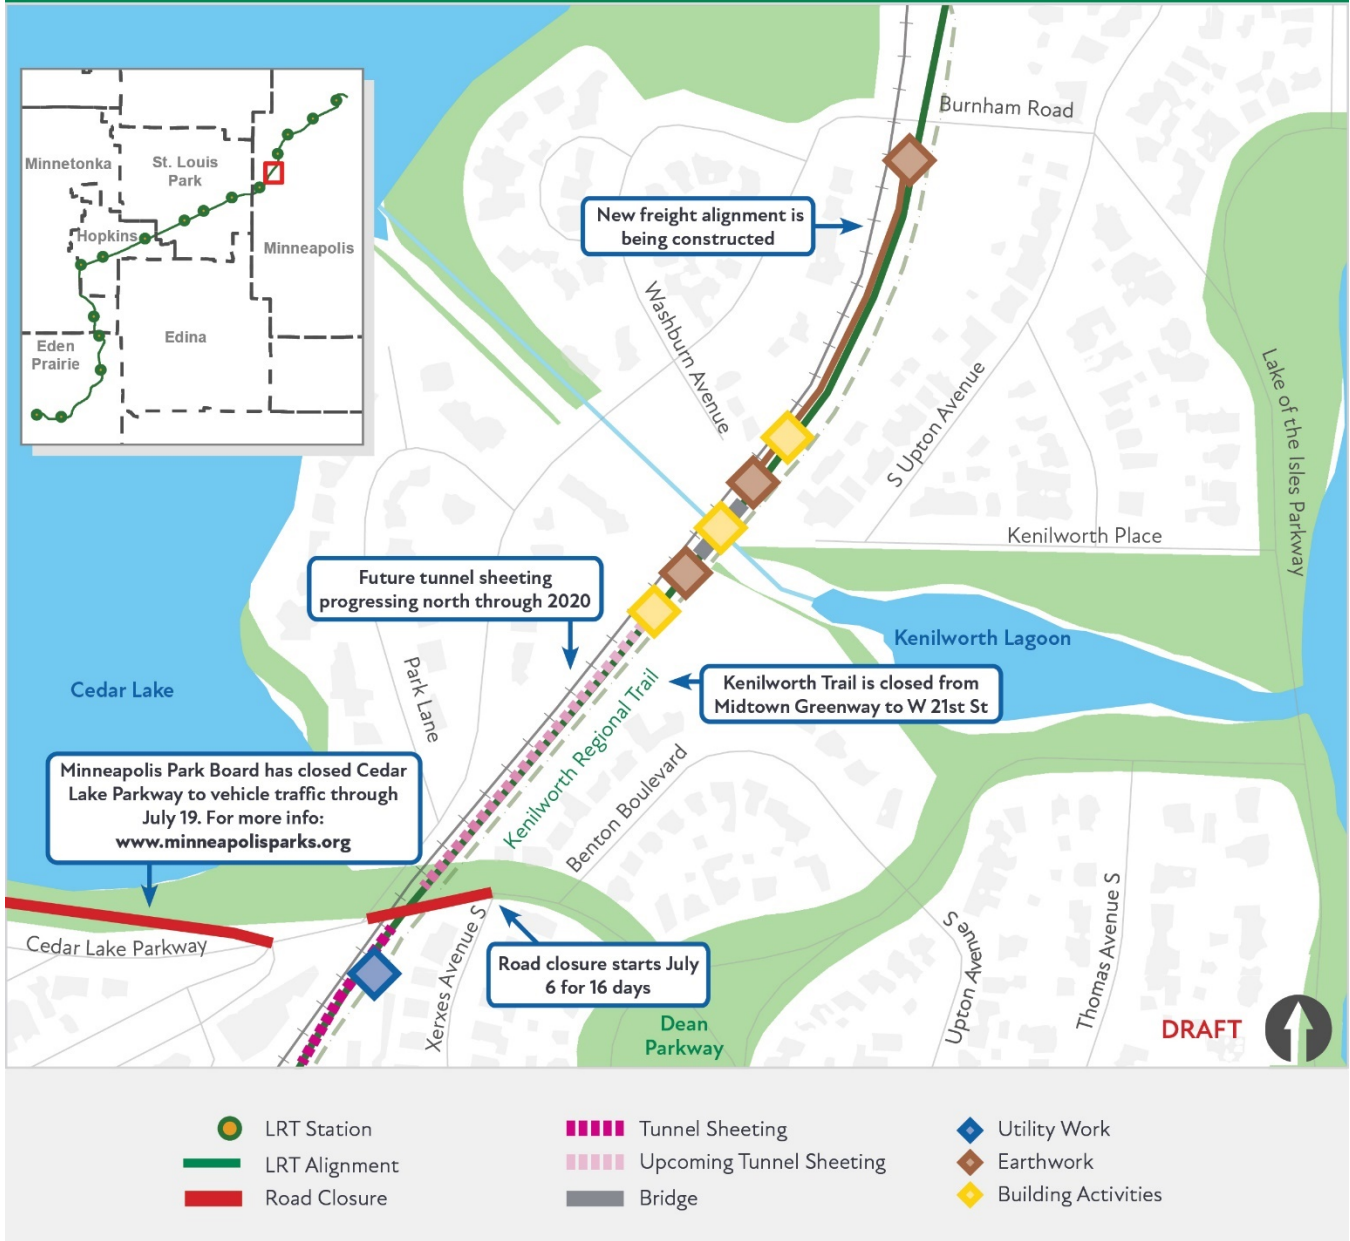 Burnham Road
Minnetonka
St. Louis
Park
Hopkins
Minneapolis
Eden
Prairie
Edina
New freight alignment is
being constructed
Washburn Avenue
S Upton Avenue
Lake of the Isles Parkway
Kenilworth Place
Future tunnel sheeting
progressing north through 2020
Kenilworth Lagoon
Cedar Lake
Park Lane
Kenilworth Regional Trail
Kenilworth Trail is closed from
Midtown Greenway to W 21st St
Minneapolis Park Board has closed Cedar
Lake Parkway to vehicle traffic through
July 19. For more info:
www.minneapolisparks.org
Benton Boulevard
Cedar Lake Parkway
Xerxes Avenue S
Road closure starts July
6 for 16 days
Upton Avenue S
Thomas Avenue S
Dean
Parkway
DRAFT
LRT Station
LRT Alignment
Road Closure
Tunnel Sheeting
Upcoming Tunnel Sheeting
Bridge
Utility Work
Earthwork
Building Activities